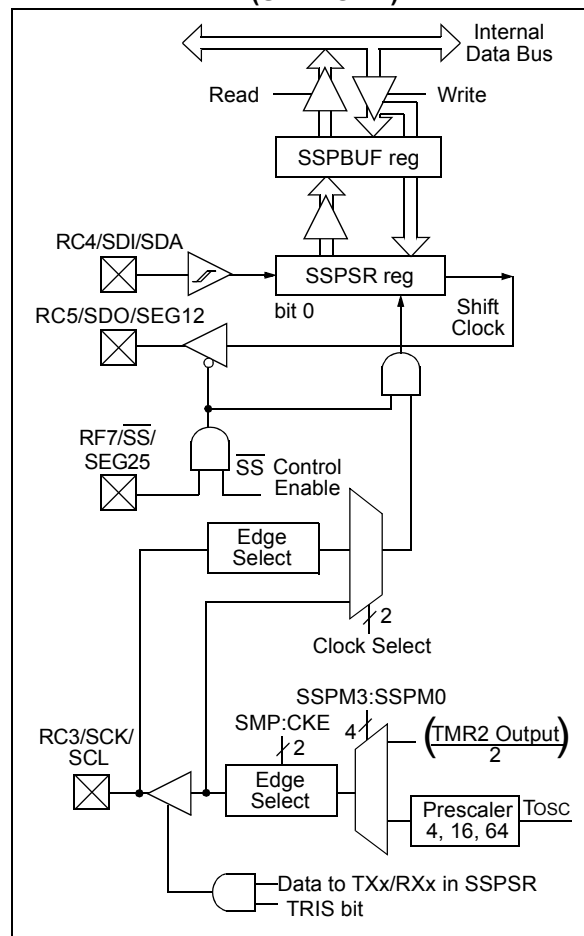 Internal
Data Bus
Read
Write
SSPBUF reg
RC4/SDI/SDA
SSPSR reg
bit 0
Shift
Clock
RC5/SDO/SEG12
RF7/SS/
SEG25
SS Control
Enable
Edge
Select
2
Clock Select
SSPM3:SSPM0
SMP:CKE
4
2
(TMR2 Output)
2
RC3/SCK/
SCL
Edge
Select
Prescaler
4, 16, 64
TOSC
Data to TXx/RXx in SSPSR
TRIS bit